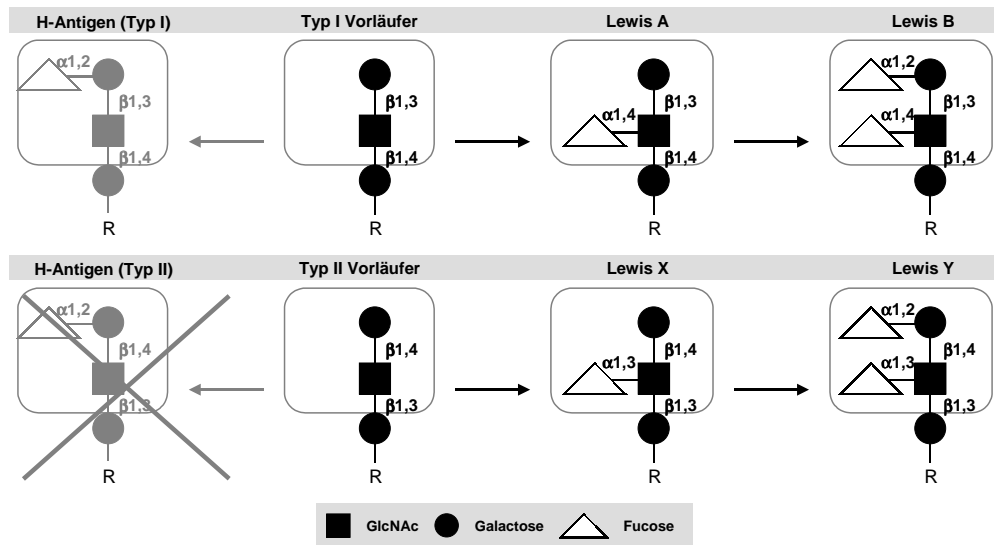 H-Antigen (Typ I) Typ I Vorläufer Lewis A Lewis B
α1,2 α1,2
β1,3 β1,3 β1,3 β1,3
α1,4 α1,4
β1,4 β1,4 β1,4 β1,4
R R R R
H-Antigen (Typ II) Typ II Vorläufer Lewis X Lewis Y
α1,2 α1,2
β1,4 β1,4 β1,4 β1,4
α1,3 α1,3
β1,3 β1,3 β1,3 β1,3
R R R R
GlcNAc Galactose Fucose